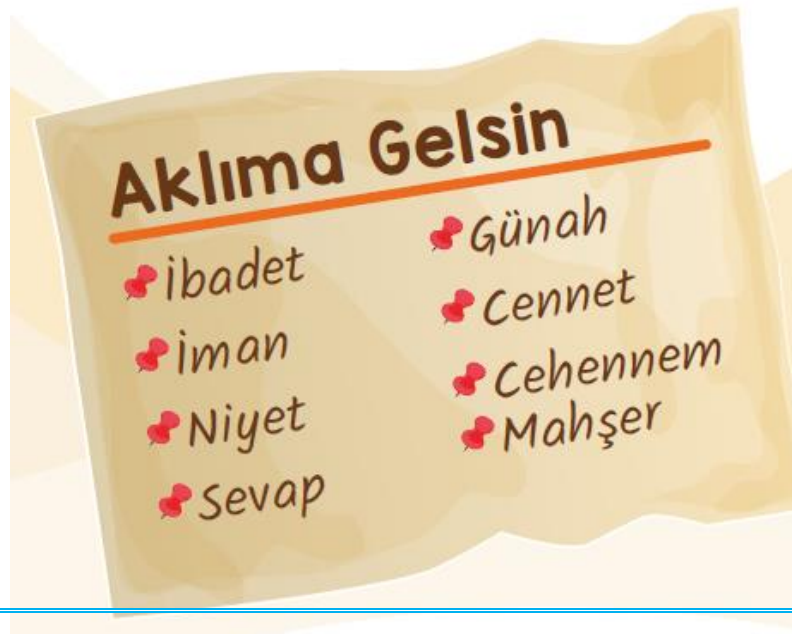 Aklıma Gelsin
İbadet
İman
Niyet
Sevap
Günah
Cennet
Cehennem
Mahşer